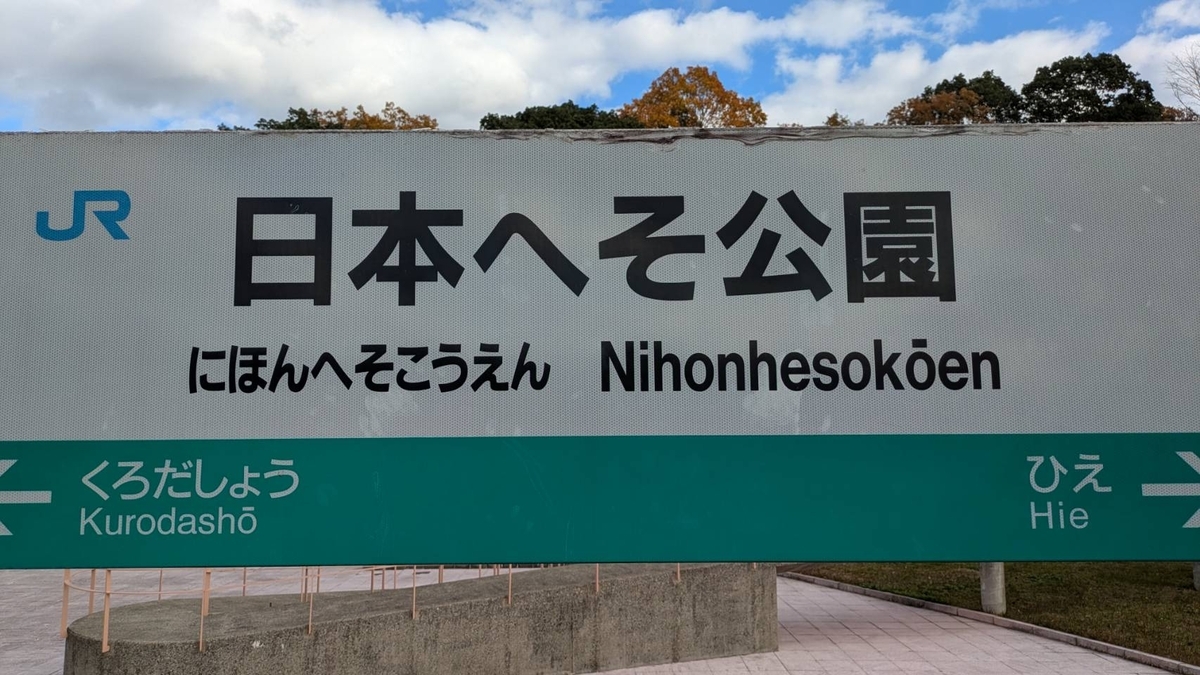 JR
日本へそ公園
にほんへそこうえん Nihonhesokōen
くろだしょう
Kurodashō
ひえ
Hie